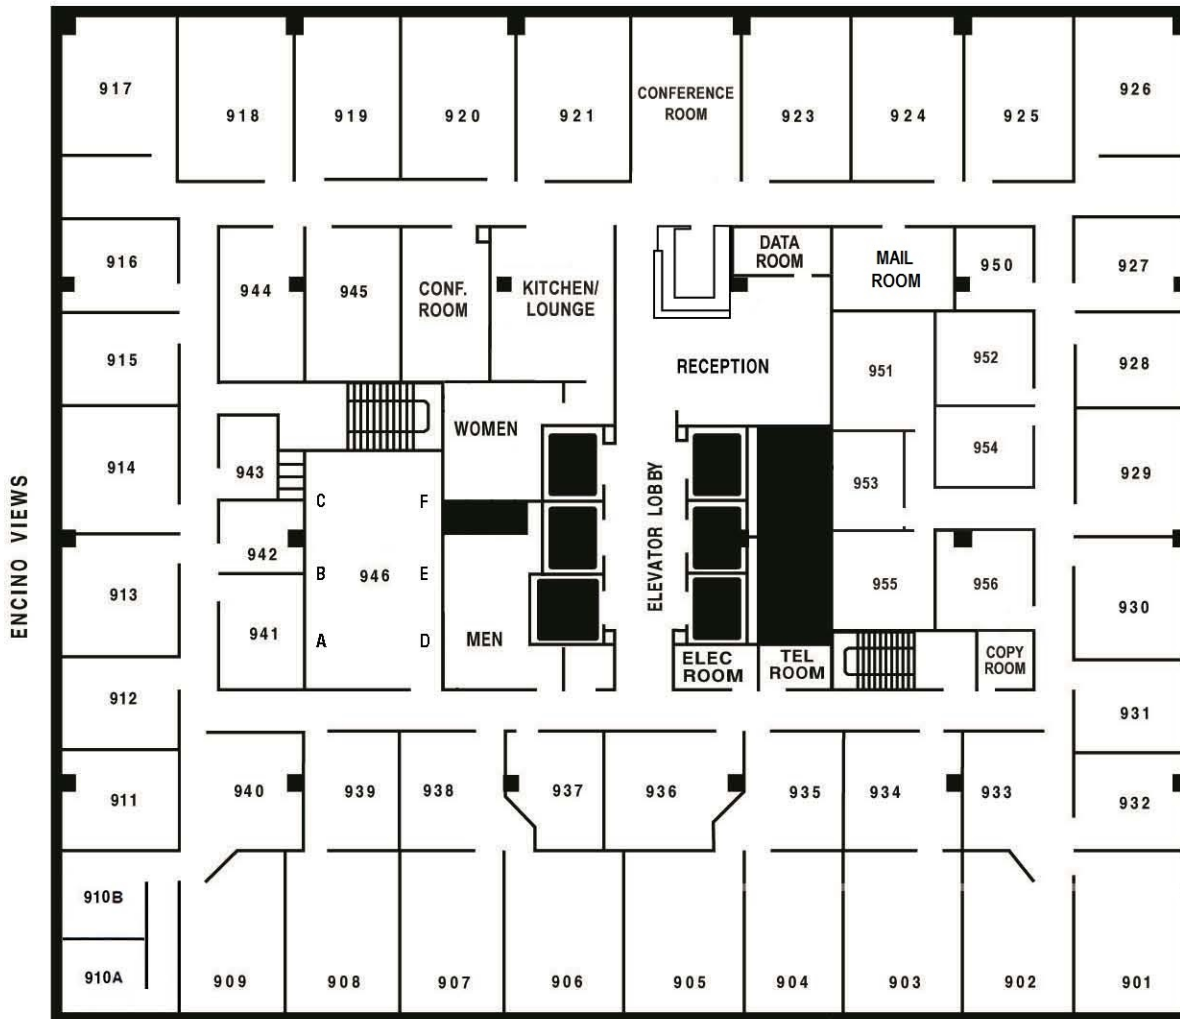 917
918
919
920
921
CONFERENCE
ROOM
923
924
925
926
916
944
945
CONF.
ROOM
KITCHEN/
LOUNGE
DATA
ROOM
MAIL
ROOM
950
927
915
RECEPTION
951
952
928
914
943
WOMEN
ELEVATOR LOBBY
953
954
929
ENCINO VIEWS
C
F
942
B
946
E
913
941
A
D
MEN
955
956
930
912
ELEC
ROOM
TEL
ROOM
COPY
ROOM
931
911
940
939
938
937
936
935
934
933
932
910B
910A
909
908
907
906
905
904
903
902
901